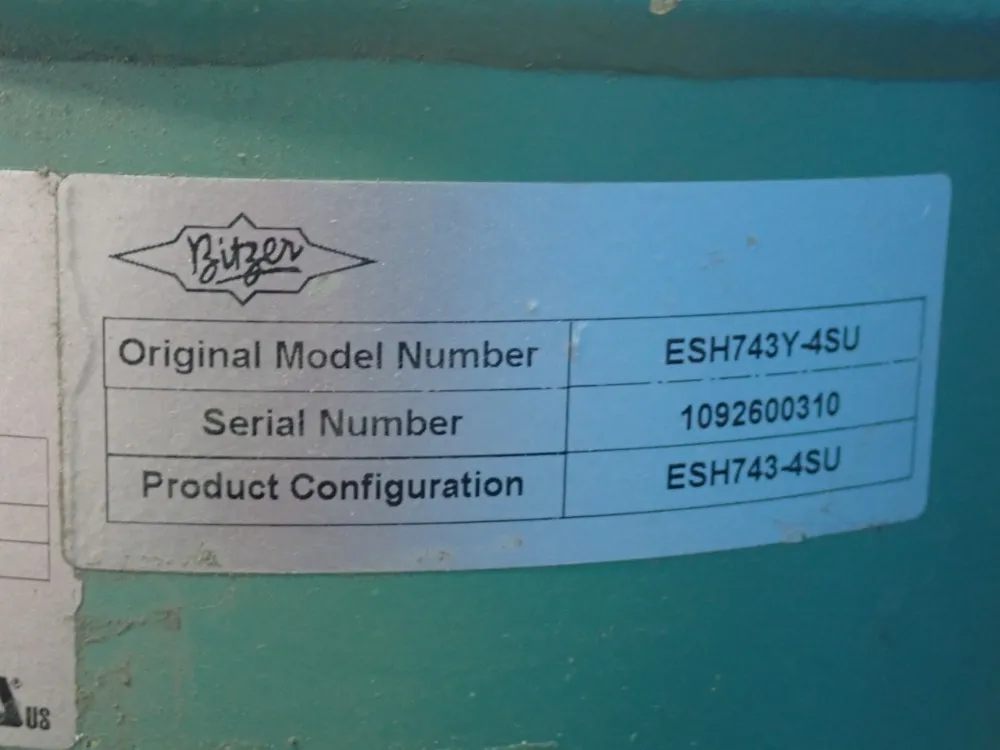 Bitzer
Original Model Number ESH743Y-4SU
Serial Number 1092600310
Product Configuration ESH743-4SU
US